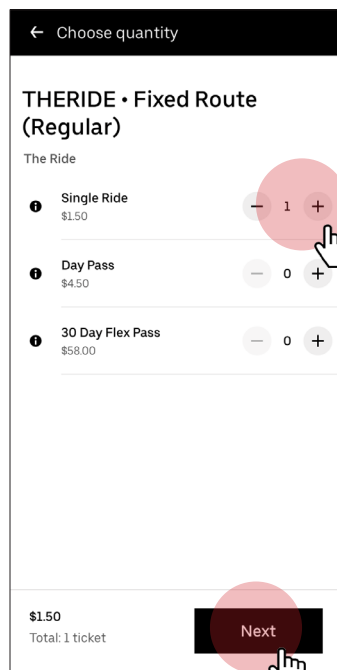 ← Choose quantity
THERIDE • Fixed Route
(Regular)
The Ride
Single Ride
$1.50
− 1 +
Day Pass
$4.50
− 0 +
30 Day Flex Pass
$58.00
− 0 +
$1.50
Total: 1 ticket
Next